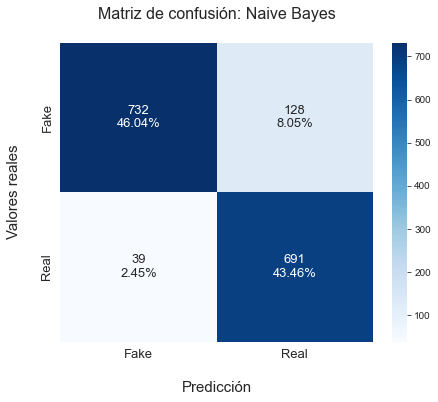 Matriz de confusión: Naive Bayes
Valores reales
Fake
Real
732
46.04%
128
8.05%
39
2.45%
691
43.46%
Fake
Real
Predicción
700
600
500
400
300
200
100